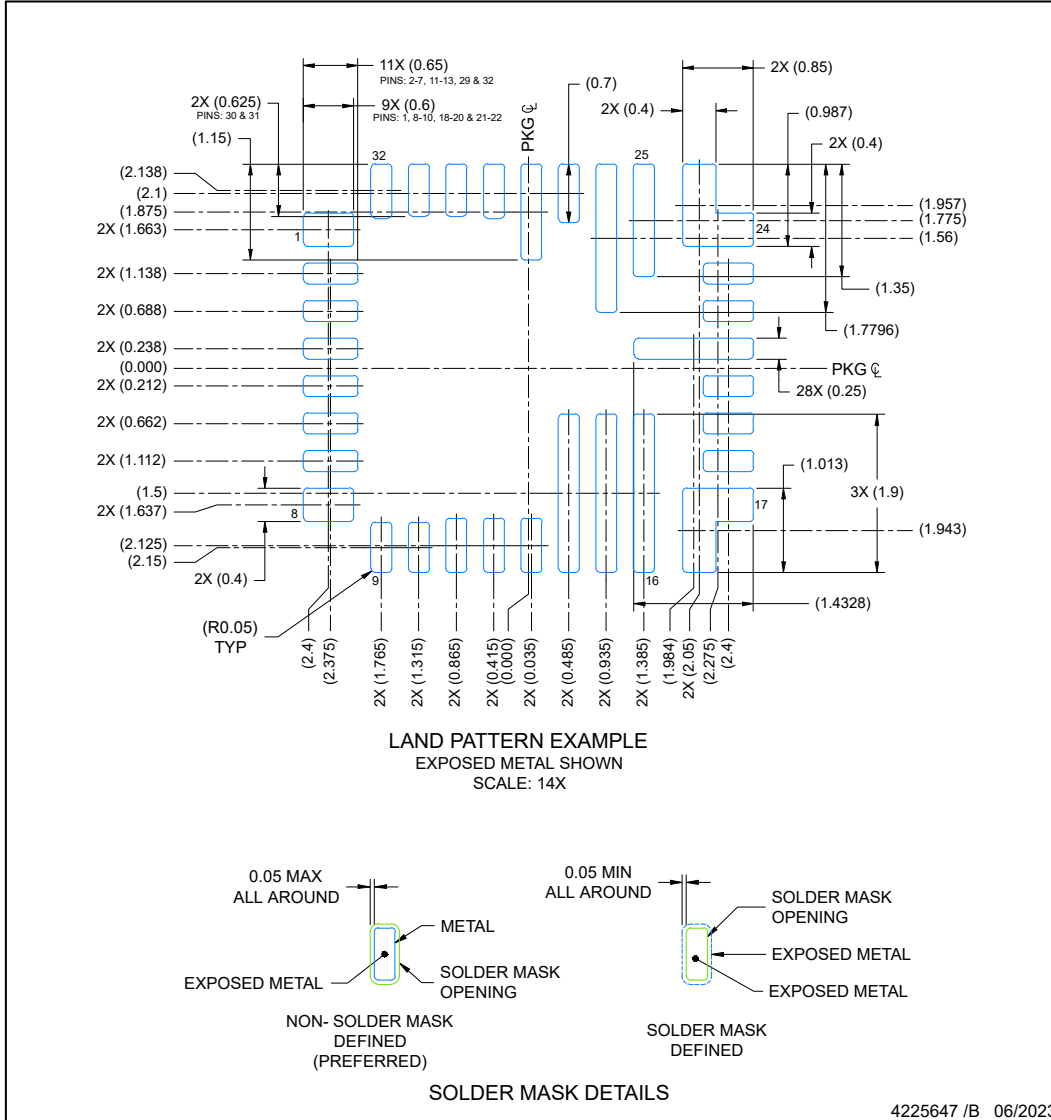 11X (0.65)
PINS: 2-7, 11-13, 29 & 32
2X (0.625)
PINS: 30 & 31
9X (0.6)
PINS: 1, 8-10, 18-20 & 21-22
(1.15)
PKG ℄
(0.7)
2X (0.85)
2X (0.4)
(0.987)
2X (0.4)
32
25
(2.138)
(2.1)
(1.875)
2X (1.663)
1
24
(1.957)
(1.775)
(1.56)
2X (1.138)
(1.35)
2X (0.688)
(1.7796)
2X (0.238)
(0.000)
PKG ℄
2X (0.212)
28X (0.25)
2X (0.662)
2X (1.112)
(1.013)
(1.5)
3X (1.9)
2X (1.637)
8
17
(1.943)
(2.125)
(2.15)
2X (0.4)
9
16
(1.4328)
(R0.05)
TYP
(2.4)
(2.375)
2X (1.765)
2X (1.315)
2X (0.865)
2X (0.415)
(0.000)
2X (0.035)
2X (0.485)
2X (0.935)
2X (1.385)
(1.984)
2X (2.05)
(2.275)
(2.4)
LAND PATTERN EXAMPLE
EXPOSED METAL SHOWN
SCALE: 14X
0.05 MAX
ALL AROUND
METAL
EXPOSED METAL
SOLDER MASK
OPENING
NON- SOLDER MASK
DEFINED
(PREFERRED)
0.05 MIN
ALL AROUND
SOLDER MASK
OPENING
EXPOSED METAL
EXPOSED METAL
SOLDER MASK
DEFINED
SOLDER MASK DETAILS
4225647 /B 06/2023